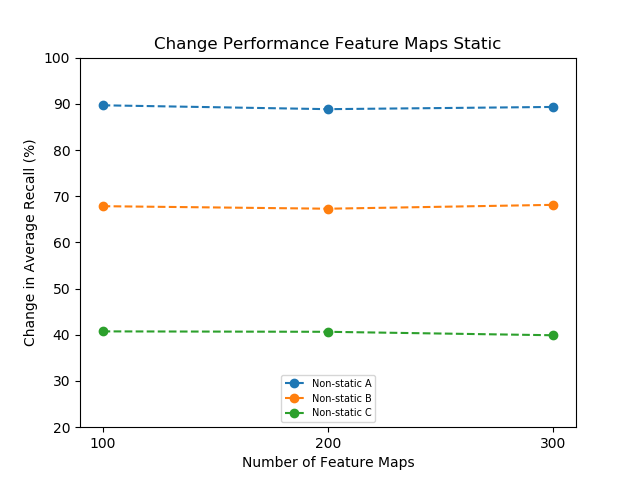 Change Performance Feature Maps Static
Change in Average Recall (%)
100
90
80
70
60
50
40
30
20
Non-static A
Non-static B
Non-static C
100 200 300
Number of Feature Maps